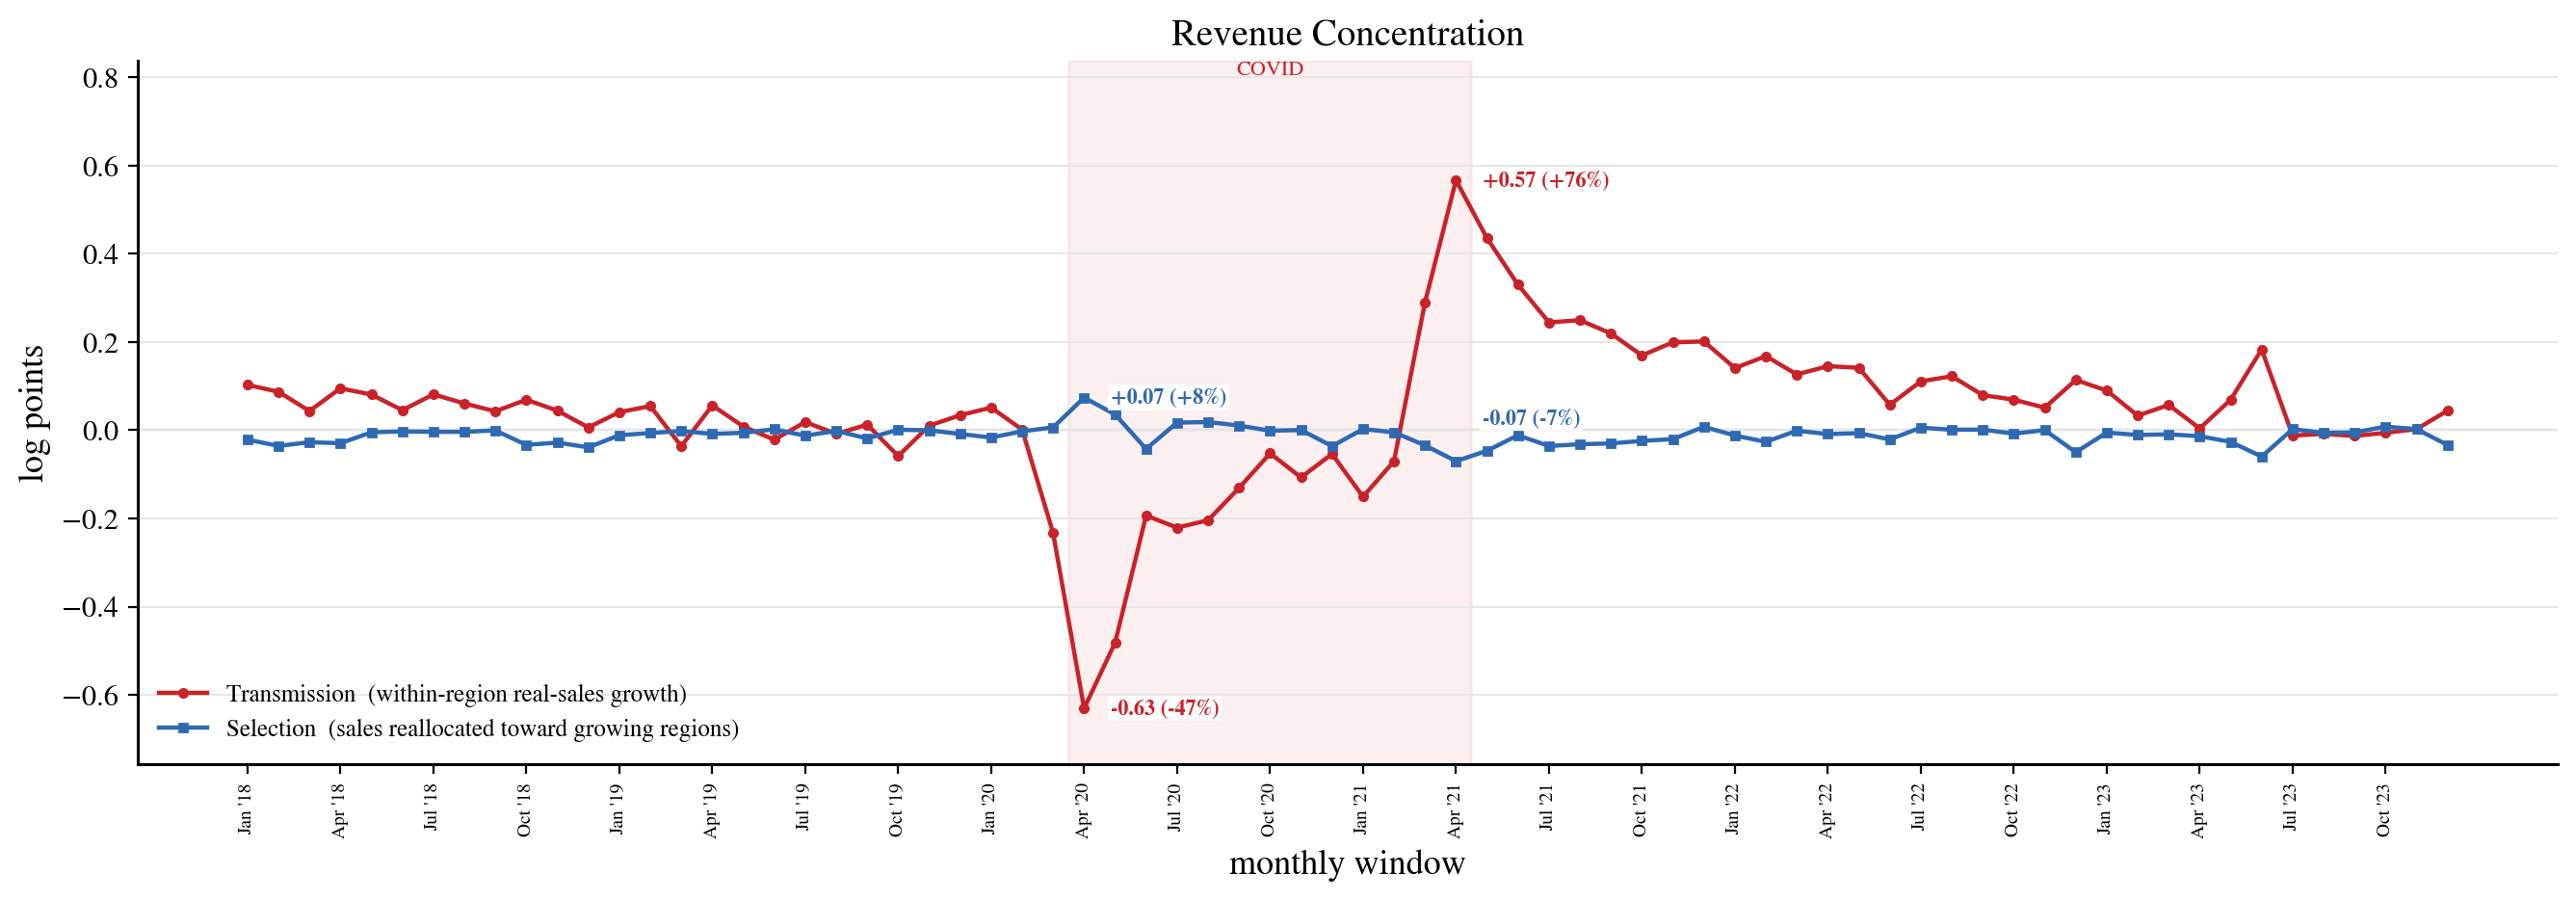 Revenue Concentration
COVID
0.8
0.6
0.4
0.2
0.0
−0.2
−0.4
−0.6
log points
+0.57 (+76%)
+0.07 (+8%)
-0.07 (-7%)
-0.63 (-47%)
Transmission (within-region real-sales growth)
Selection (sales reallocated toward growing regions)
Jan '18
Apr '18
Jul '18
Oct '18
Jan '19
Apr '19
Jul '19
Oct '19
Jan '20
Apr '20
Jul '20
Oct '20
Jan '21
Apr '21
Jul '21
Oct '21
Jan '22
Apr '22
Jul '22
Oct '22
Jan '23
Apr '23
Jul '23
Oct '23
monthly window